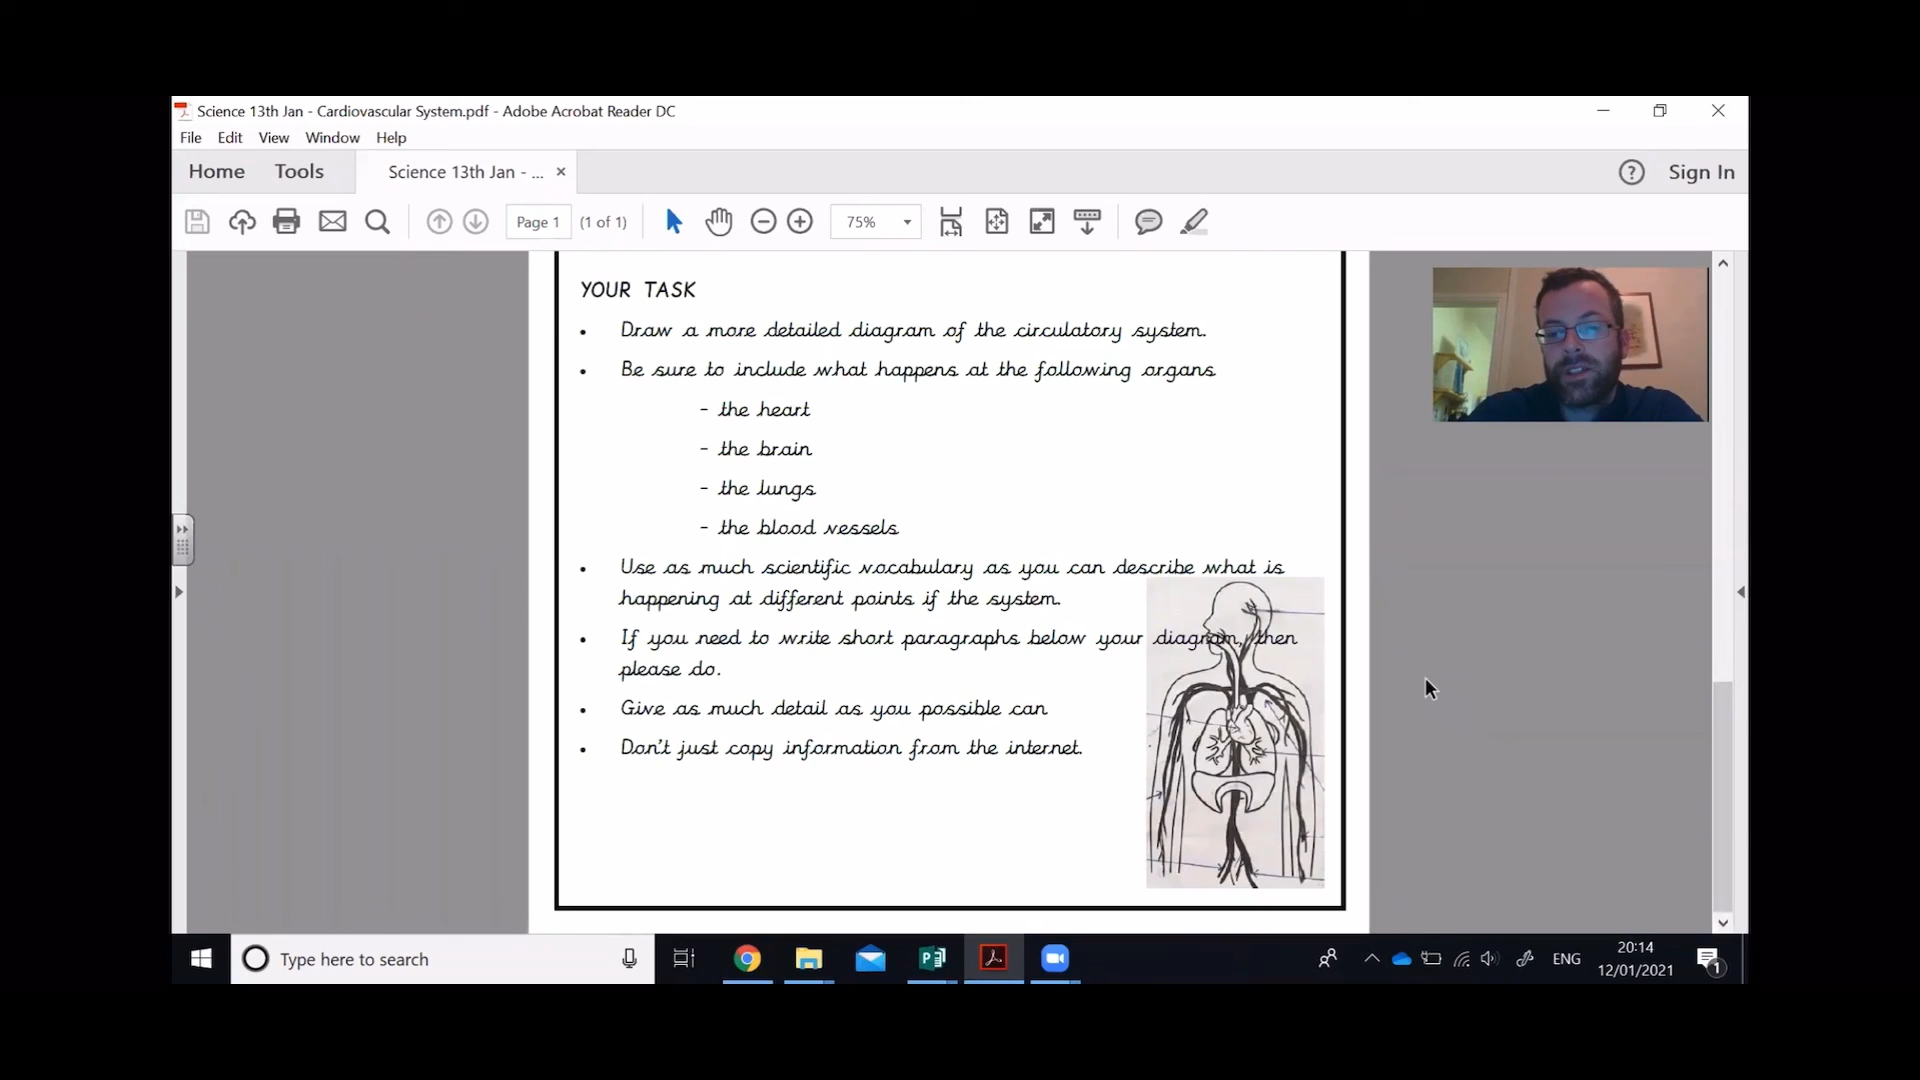 Science 13th Jan - Cardiovascular System.pdf - Adobe Acrobat Reader DC
File Edit View Window Help
Home Tools Science 13th Jan - ... × ? Sign In
Page 1 (1 of 1) 75%
YOUR TASK
• Draw a more detailed diagram of the circulatory system.
• Be sure to include what happens at the following organs
- the heart
- the brain
- the lungs
- the blood vessels
• Use as much scientific vocabulary as you can describe what is
happening at different points if the system.
• If you need to write short paragraphs below your diagram, then
please do.
• Give as much detail as you possible can
• Don't just copy information from the internet.
Type here to search
P
ENG
20:14
12/01/2021
1